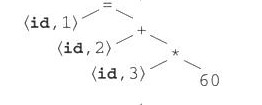 =
⟨id, 1⟩
+
⟨id, 2⟩
*
⟨id, 3⟩
60